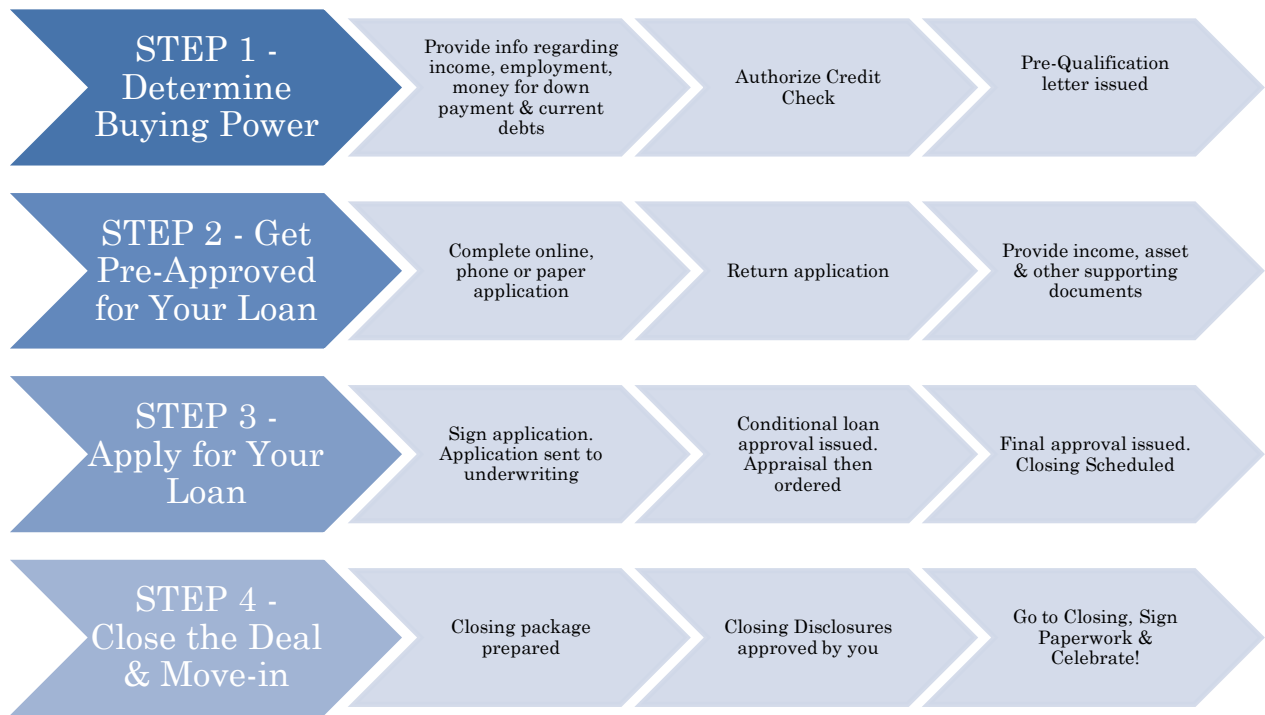 STEP 1 -
Determine
Buying Power
Provide info regarding
income, employment,
money for down
payment & current
debts
Authorize Credit
Check
Pre-Qualification
letter issued
STEP 2 - Get
Pre-Approved
for Your Loan
Complete online,
phone or paper
application
Return application
Provide income, asset
& other supporting
documents
STEP 3 -
Apply for Your
Loan
Sign application.
Application sent to
underwriting
Conditional loan
approval issued.
Appraisal then
ordered
Final approval issued.
Closing Scheduled
STEP 4 -
Close the Deal
& Move-in
Closing package
prepared
Closing Disclosures
approved by you
Go to Closing, Sign
Paperwork &
Celebrate!